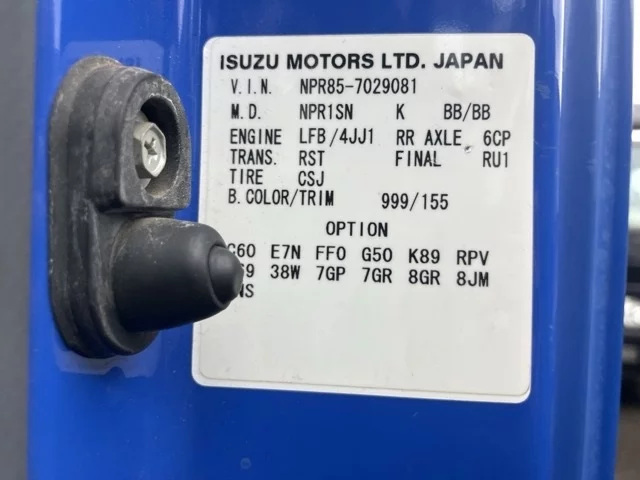 ISUZU MOTORS LTD. JAPAN
V.I.N. NPR85-7029081
M.D. NPR1SN K BB/BB
ENGINE LFB/4JJ1 RR AXLE 6CP
TRANS. RST FINAL RU1
TIRE CSJ
B.COLOR/TRIM 999/155
OPTION
E7N FF0 G50 K89 RPV
38W 7GP 7GR 8GR 8JM